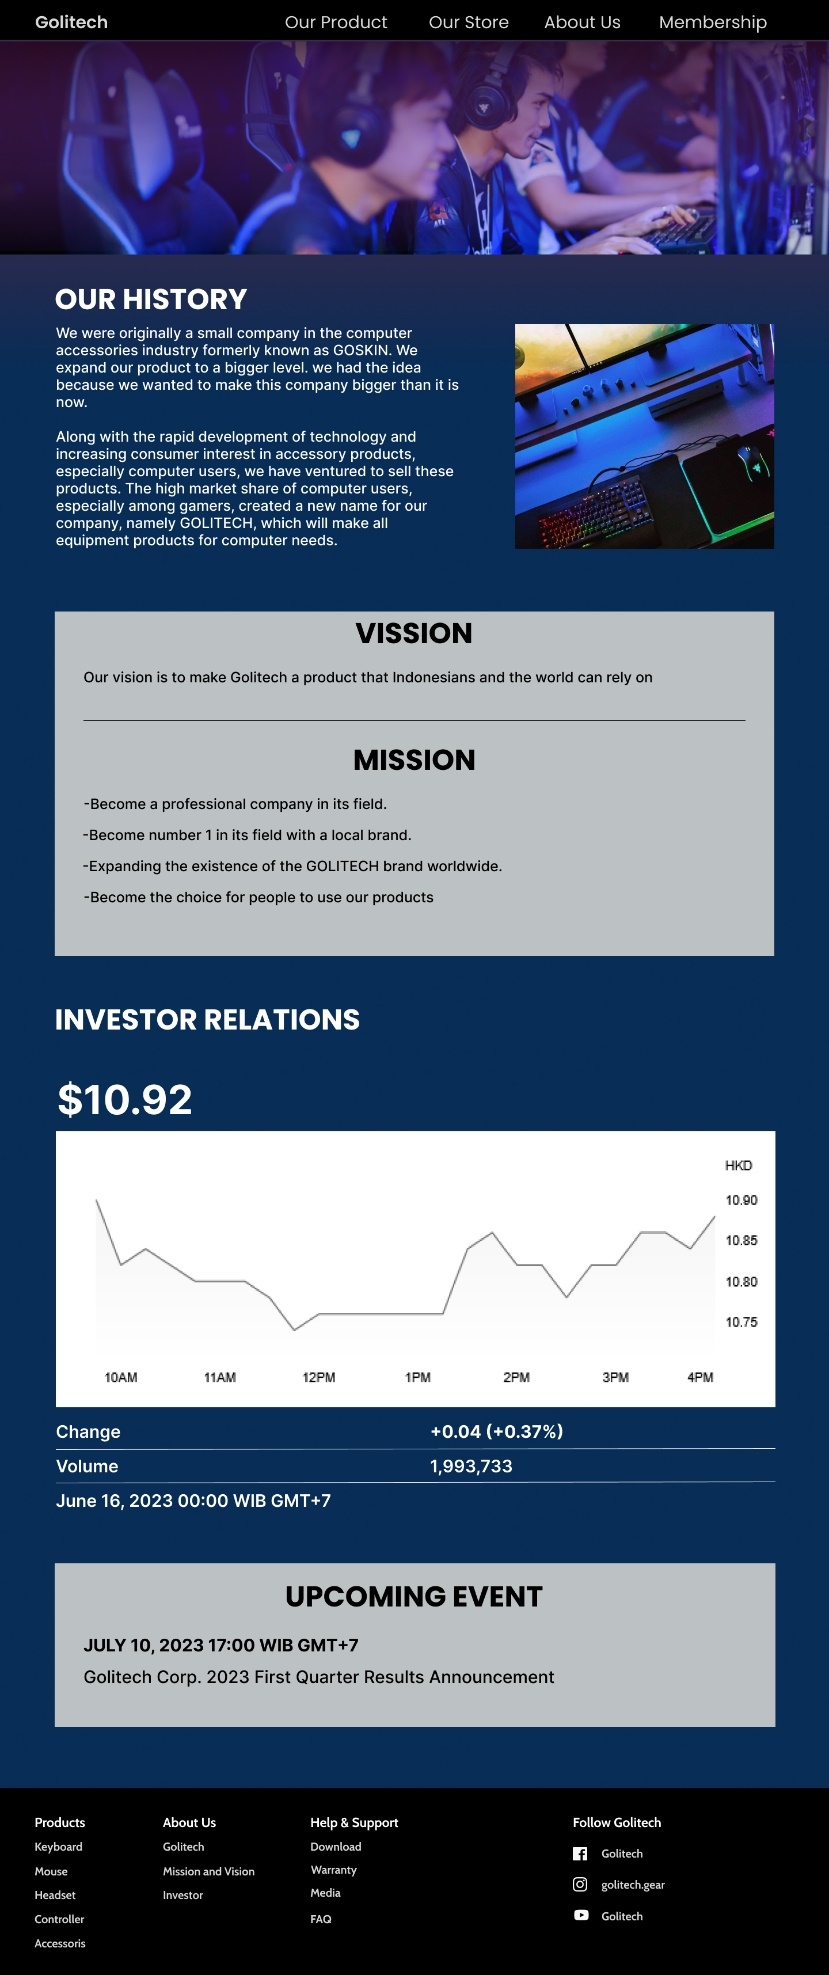 Golitech Our Product Our Store About Us Membership
OUR HISTORY
We were originally a small company in the computer
accessories industry formerly known as GOSKIN. We
expand our product to a bigger level. we had the idea
because we wanted to make this company bigger than it is
now.
Along with the rapid development of technology and
increasing consumer interest in accessory products,
especially computer users, we have ventured to sell these
products. The high market share of computer users,
especially among gamers, created a new name for our
company, namely GOLITECH, which will make all
equipment products for computer needs.
VISSION
Our vision is to make Golitech a product that Indonesians and the world can rely on
MISSION
-Become a professional company in its field.
-Become number 1 in its field with a local brand.
-Expanding the existence of the GOLITECH brand worldwide.
-Become the choice for people to use our products
INVESTOR RELATIONS
$10.92
HKD
10.90
10.85
10.80
10.75
10AM 11AM 12PM 1PM 2PM 3PM 4PM
Change +0.04 (+0.37%)
Volume 1,993,733
June 16, 2023 00:00 WIB GMT+7
UPCOMING EVENT
JULY 10, 2023 17:00 WIB GMT+7
Golitech Corp. 2023 First Quarter Results Announcement
Products
Keyboard
Mouse
Headset
Controller
Accessoris
About Us
Golitech
Mission and Vision
Investor
Help & Support
Download
Warranty
Media
FAQ
Follow Golitech
Golitech
golitech.gear
Golitech